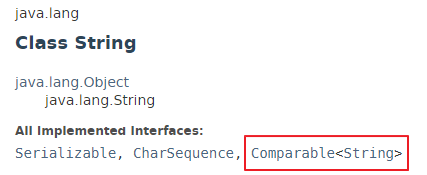 java.lang
Class String
java.lang.Object
java.lang.String
All Implemented Interfaces:
Serializable, CharSequence, Comparable<String>